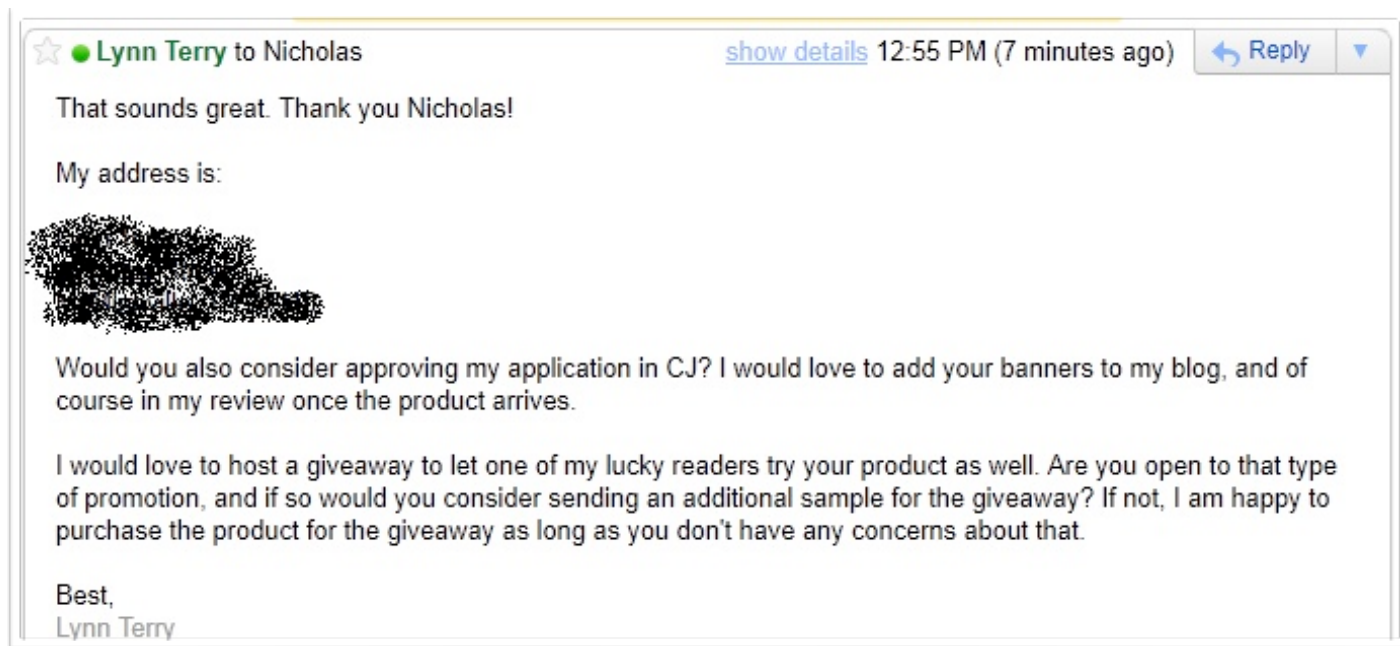 Lynn Terry to Nicholas show details 12:55 PM (7 minutes ago) Reply
That sounds great. Thank you Nicholas!
My address is:
Would you also consider approving my application in CJ? I would love to add your banners to my blog, and of
course in my review once the product arrives.
I would love to host a giveaway to let one of my lucky readers try your product as well. Are you open to that type
of promotion, and if so would you consider sending an additional sample for the giveaway? If not, I am happy to
purchase the product for the giveaway as long as you don't have any concerns about that.
Best,
Lynn Terry